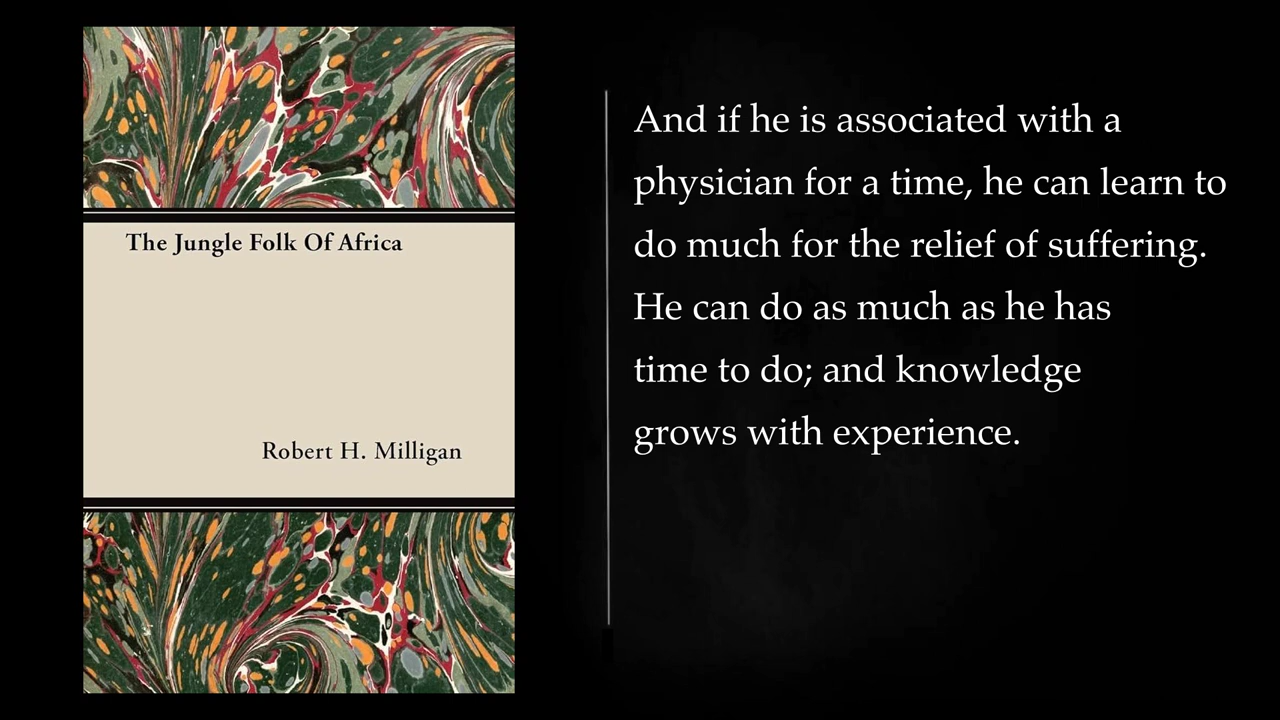 The Jungle Folk Of Africa
Robert H. Milligan
And if he is associated with a
physician for a time, he can learn to
do much for the relief of suffering.
He can do as much as he has
time to do; and knowledge
grows with experience.